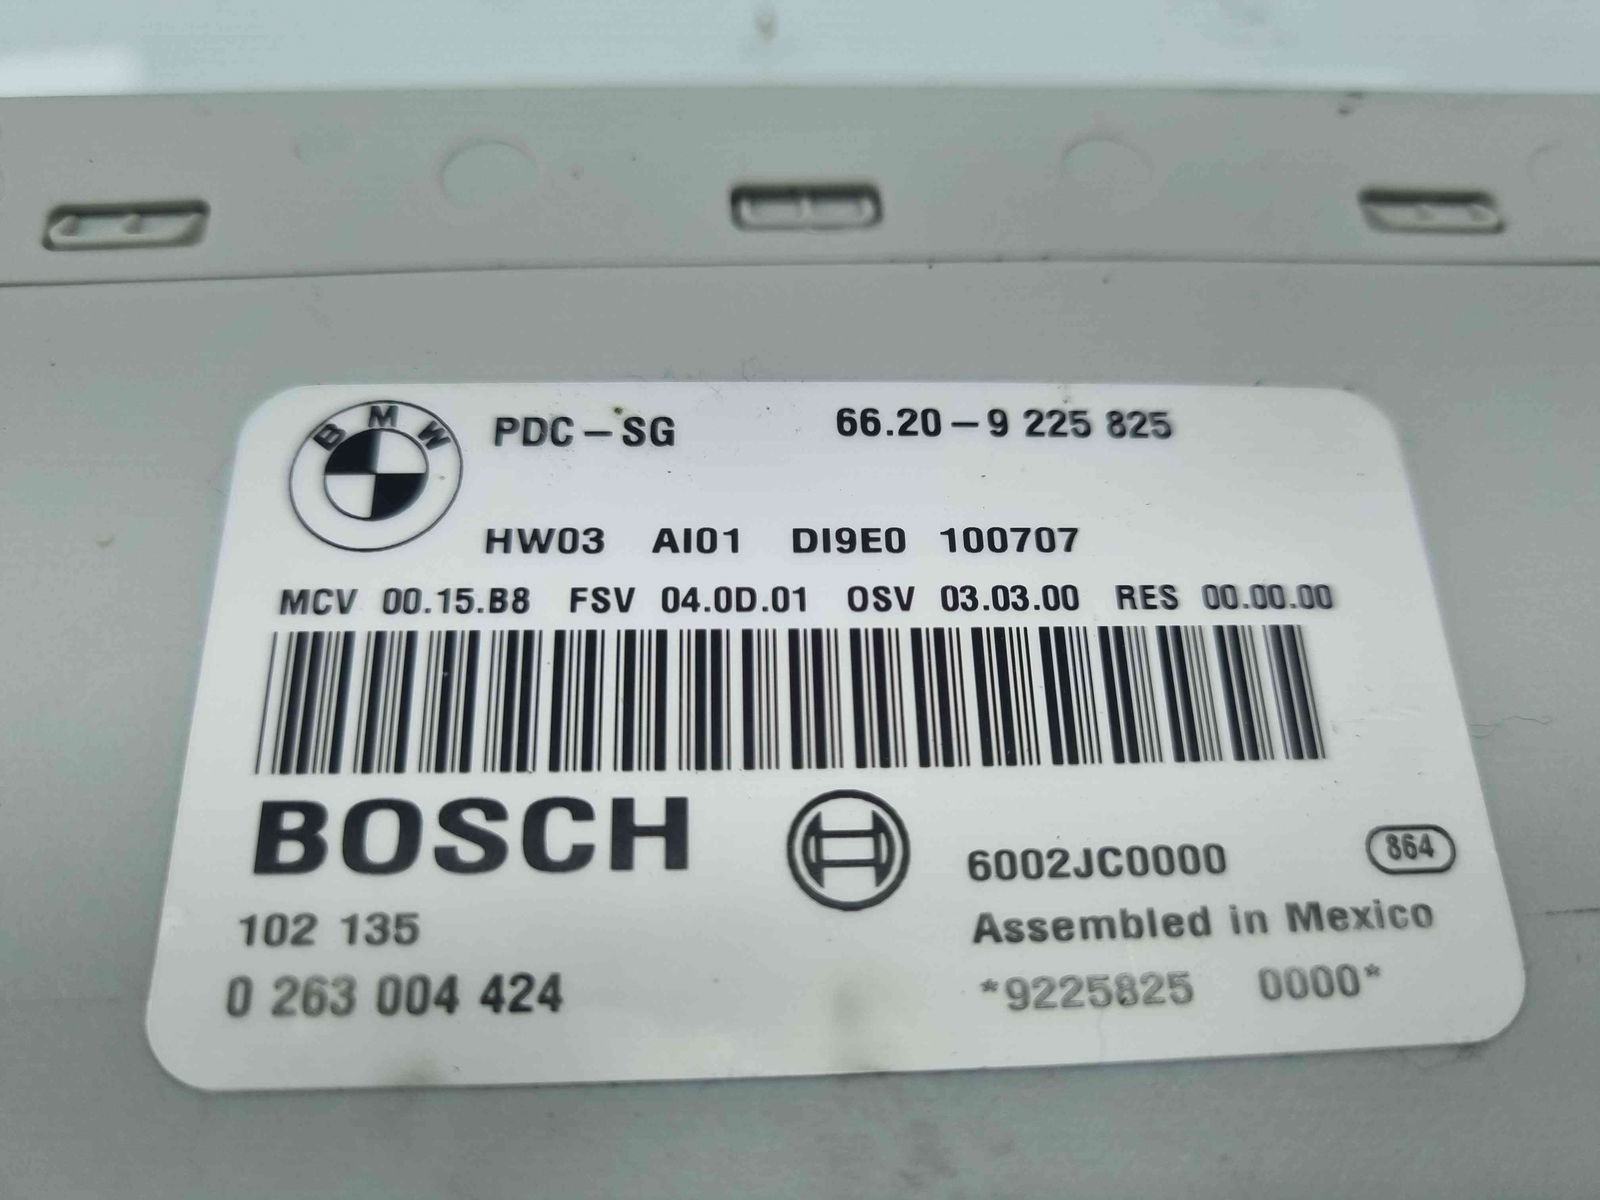 BMW
PDC-SG 66.20-9 225 825
HW03 AI01 DI9E0 100707
MCV 00.15.B8 FSV 04.0D.01 OSV 03.03.00 RES 00.00.00
BOSCH
6002JC0000 864
102 135 Assembled in Mexico
0 263 004 424 *9225825 0000*